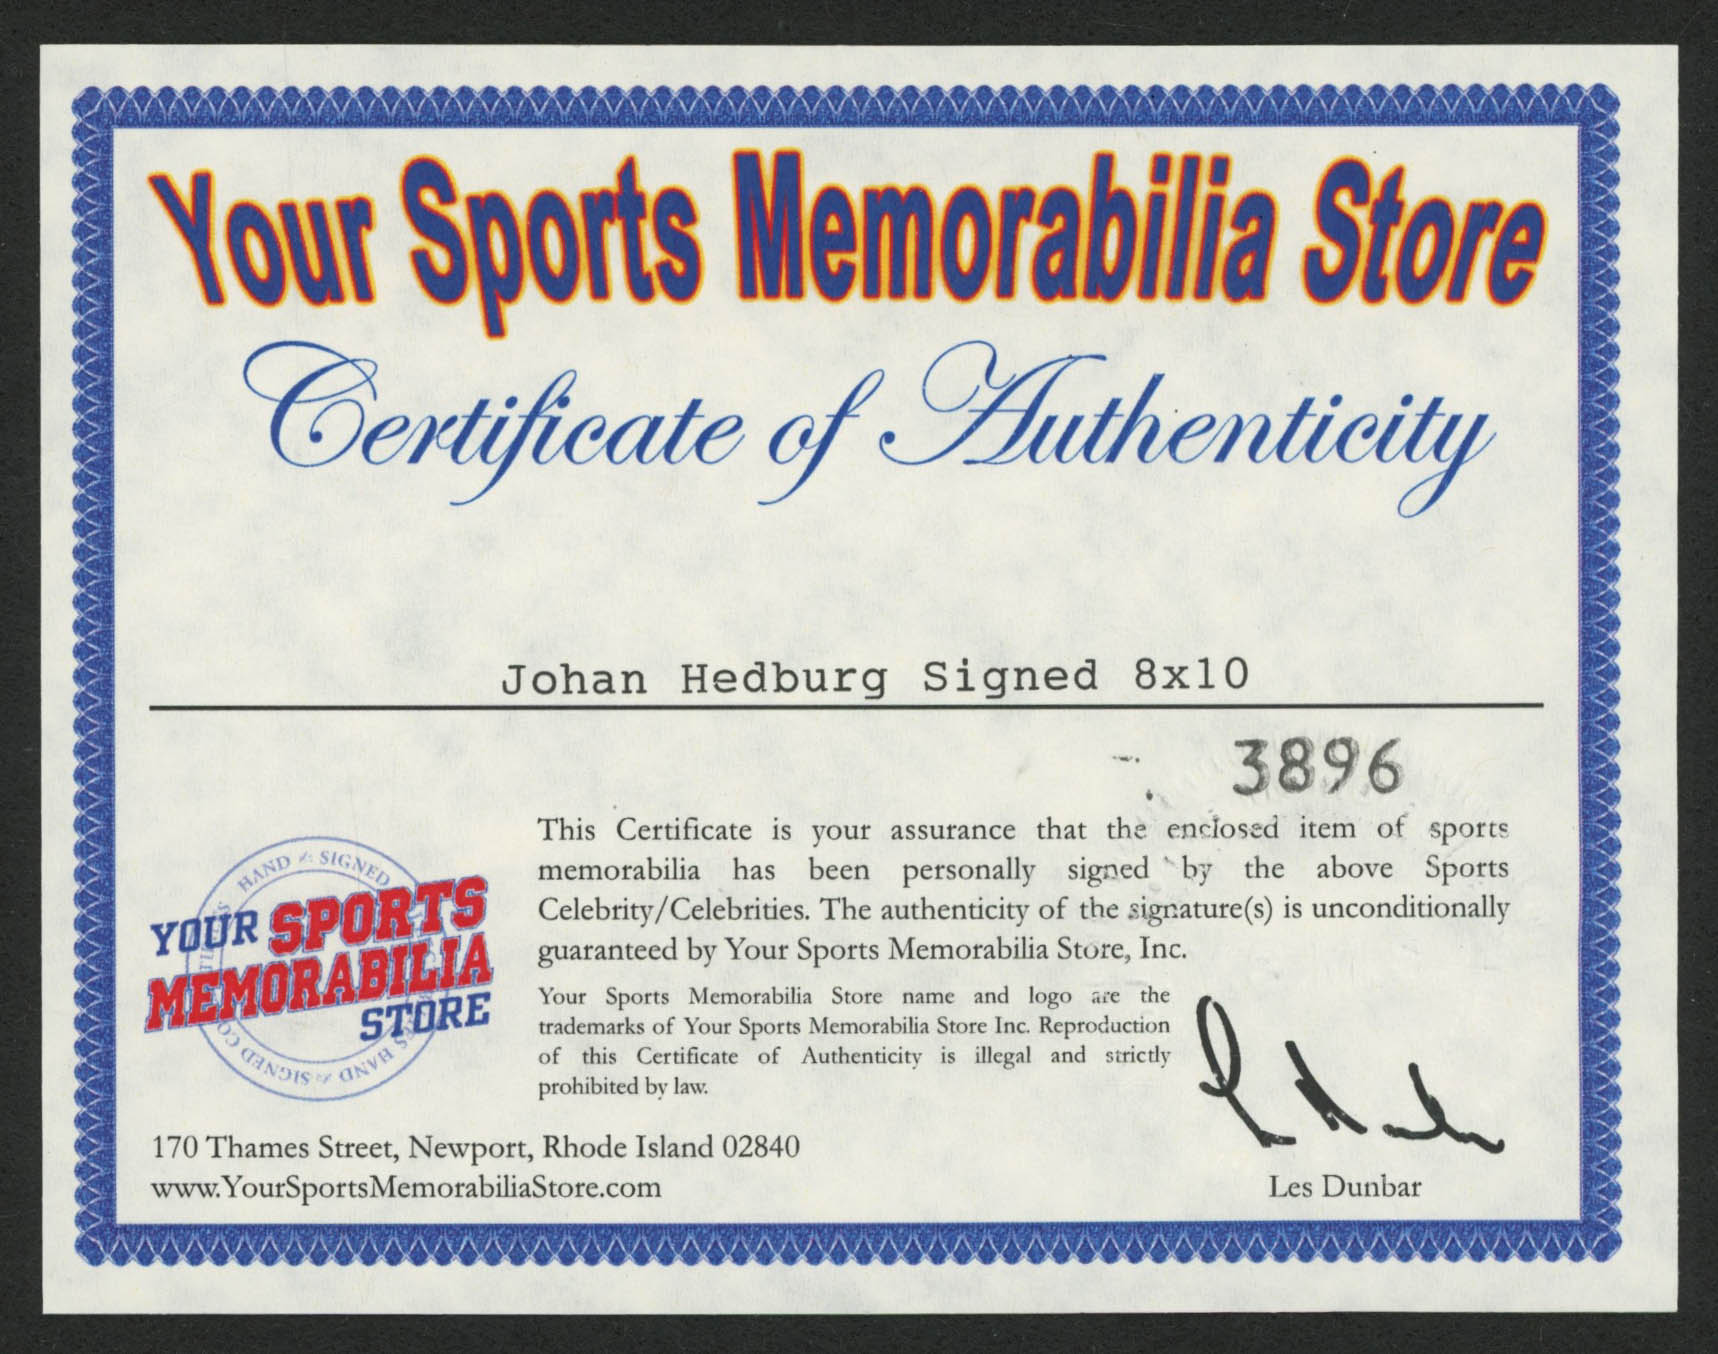 Your Sports Memorabilia Store
Certificate of Authenticity
Johan Hedburg Signed 8x10
3896
This Certificate is your assurance that the enclosed item of sports
memorabilia has been personally signed by the above Sports
Celebrity/Celebrities. The authenticity of the signature(s) is unconditionally
guaranteed by Your Sports Memorabilia Store, Inc.
Your Sports Memorabilia Store name and logo are the
trademarks of Your Sports Memorabilia Store Inc. Reproduction
of this Certificate of Authenticity is illegal and strictly
prohibited by law.
HAND SIGNED
YOUR SPORTS
MEMORABILIA
STORE
HAND SIGNED
170 Thames Street, Newport, Rhode Island 02840
www.YourSportsMemorabiliaStore.com
Les Dunbar